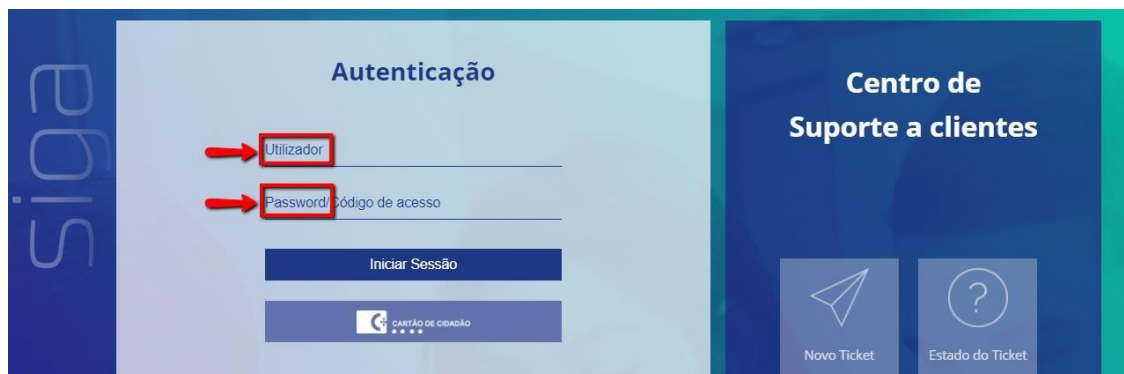 siga
Autenticação
Utilizador
Password/Código de acesso
Iniciar Sessão
CARTÃO DE CIDADÃO
Centro de
Suporte a clientes
Novo Ticket
Estado do Ticket